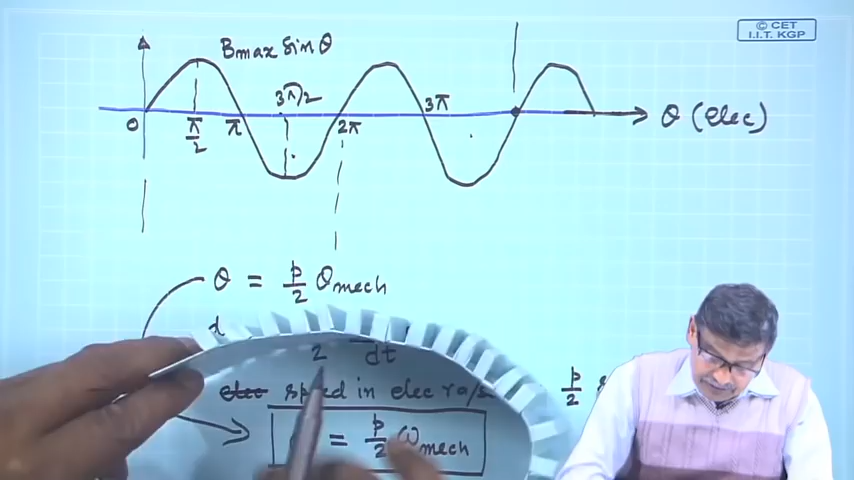 © CET
I.I.T. KGP
Bmax Sin θ
3π/2
3π
0
π/2
π
2π
θ (elec)
θ = p/2 θmech
d
2 dt
elec speed in elec ra/s
p/2
= p/2 ωmech